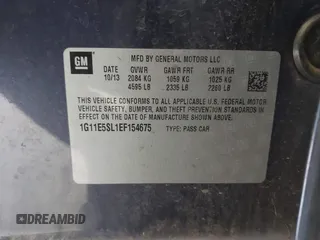 GM
MFD BY GENERAL MOTORS LLC
DATE GVWR GAWR FRT GAWR RR
10/13 2084 KG 1059 KG 1025 KG
4595 LB 2335 LB 2260 LB
THIS VEHICLE CONFORMS TO ALL APPLICABLE U.S. FEDERAL MOTOR
VEHICLE SAFETY, BUMPER, AND THEFT PREVENTION STANDARDS
IN EFFECT ON THE DATE OF MANUFACTURE SHOWN ABOVE.
1G11E5SL1EF154675 TYPE: PASS CAR
DREAMBID